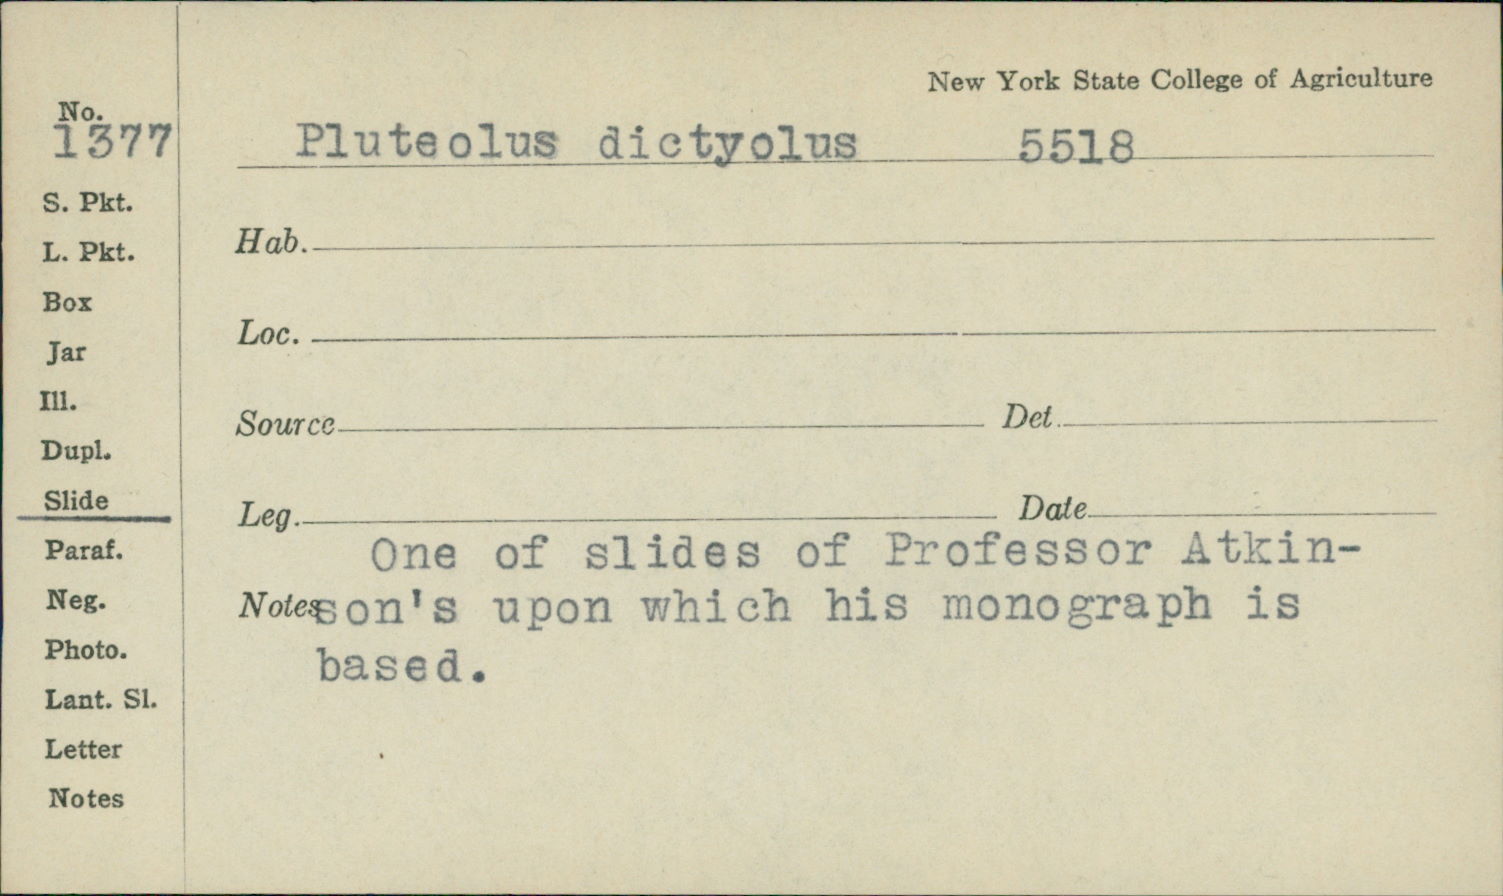 New York State College of Agriculture
No.
1377
Pluteolus dictyolus 5518
S. Pkt.
L. Pkt.
Box
Jar
Ill.
Dupl.
Slide
Paraf.
Neg.
Photo.
Lant. Sl.
Letter
Notes
Hab.
Loc.
Source Det.
Leg. Date
One of slides of Professor Atkin-
Notes son's upon which his monograph is
based.